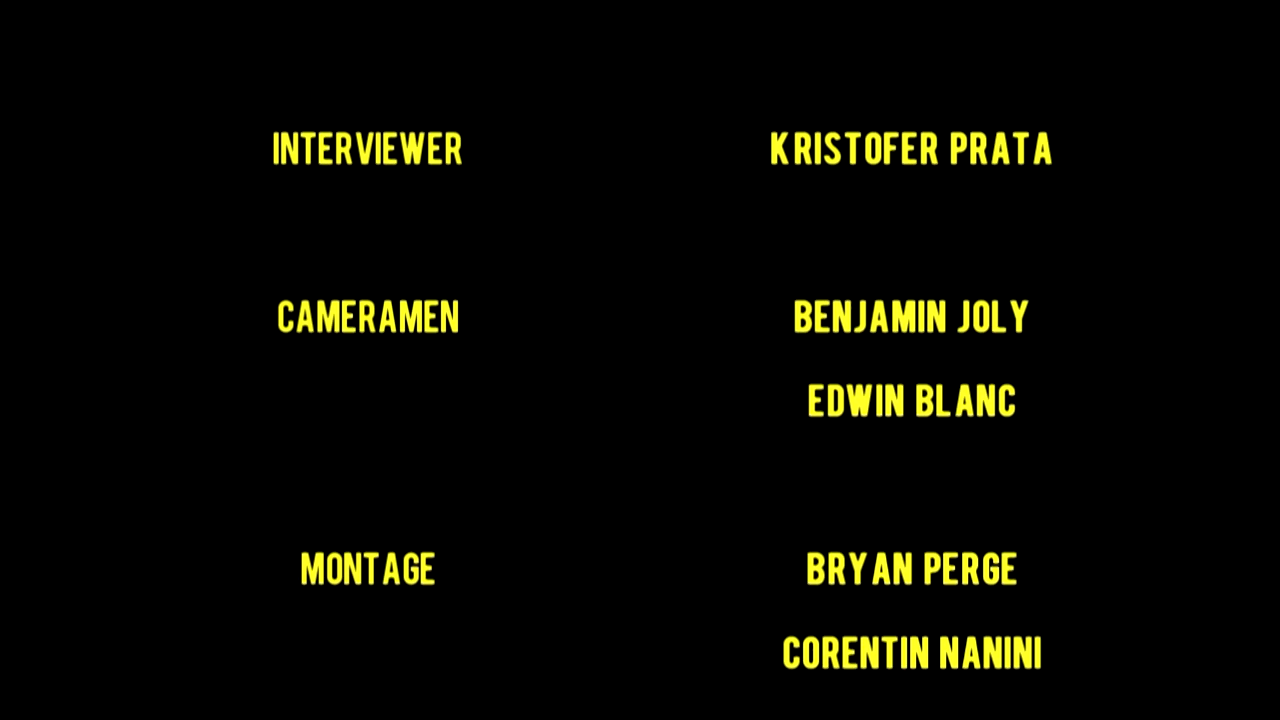 INTERVIEWER KRISTOFER PRATA
CAMERAMEN BENJAMIN JOLY
EDWIN BLANC
MONTAGE BRYAN PERGE
CORENTIN NANINI